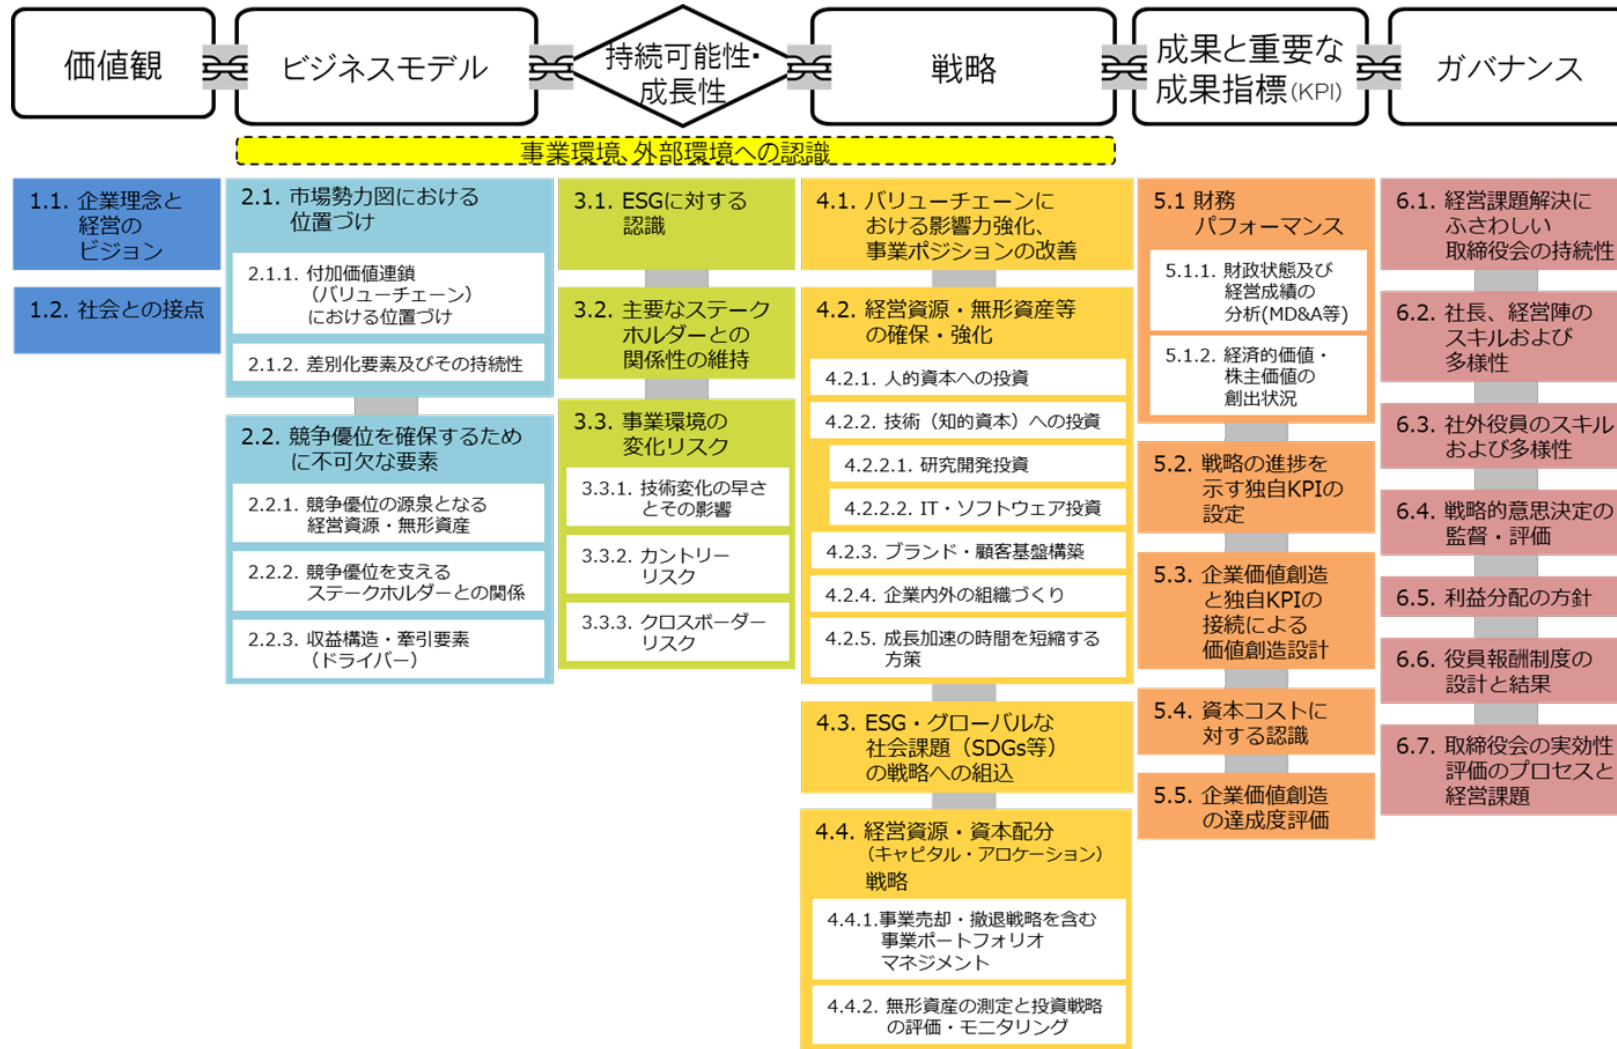 価値観
ビジネスモデル
持続可能性・
成長性
戦略
成果と重要な
成果指標(KPI)
ガバナンス
事業環境、外部環境への認識
1.1. 企業理念と
経営の
ビジョン
1.2. 社会との接点
2.1. 市場勢力図における
位置づけ
2.1.1. 付加価値連鎖
(バリューチェーン)
における位置づけ
2.1.2. 差別化要素及びその持続性
2.2. 競争優位を確保するため
に不可欠な要素
2.2.1. 競争優位の源泉となる
経営資源・無形資産
2.2.2. 競争優位を支える
ステークホルダーとの関係
2.2.3. 収益構造・牽引要素
(ドライバー)
3.1. ESGに対する
認識
3.2. 主要なステーク
ホルダーとの
関係性の維持
3.3. 事業環境の
変化リスク
3.3.1. 技術変化の早さ
とその影響
3.3.2. カントリー
リスク
3.3.3. クロスボーダー
リスク
4.1. バリューチェーンに
おける影響力強化、
事業ポジションの改善
4.2. 経営資源・無形資産等
の確保・強化
4.2.1. 人的資本への投資
4.2.2. 技術（知的資本）への投資
4.2.2.1. 研究開発投資
4.2.2.2. IT・ソフトウェア投資
4.2.3. ブランド・顧客基盤構築
4.2.4. 企業内外の組織づくり
4.2.5. 成長加速の時間を短縮する
方策
4.3. ESG・グローバルな
社会課題（SDGs等）
の戦略への組込
4.4. 経営資源・資本配分
（キャピタル・アロケーション）
戦略
4.4.1.事業売却・撤退戦略を含む
事業ポートフォリオ
マネジメント
4.4.2. 無形資産の測定と投資戦略
の評価・モニタリング
5.1 財務
パフォーマンス
5.1.1. 財政状態及び
経営成績の
分析(MD&A等)
5.1.2. 経済的価値・
株主価値の
創出状況
5.2. 戦略の進捗を
示す独自KPIの
設定
5.3. 企業価値創造
と独自KPIの
接続による
価値創造設計
5.4. 資本コストに
対する認識
5.5. 企業価値創造
の達成度評価
6.1. 経営課題解決に
ふさわしい
取締役会の持続性
6.2. 社長、経営陣の
スキルおよび
多様性
6.3. 社外役員のスキル
および多様性
6.4. 戦略的意思決定の
監督・評価
6.5. 利益分配の方針
6.6. 役員報酬制度の
設計と結果
6.7. 取締役会の実効性
評価のプロセスと
経営課題